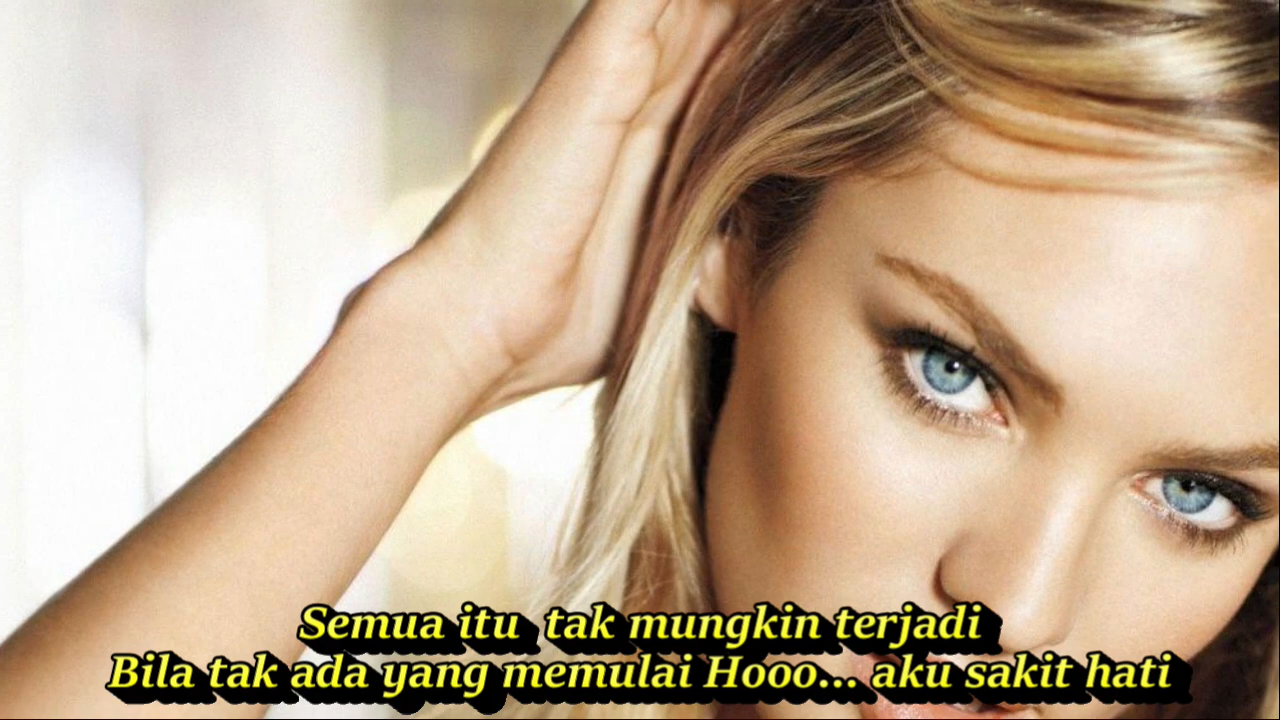 Semua itu  tak mungkin terjadi
Bila tak ada yang memulai Hooo... aku sakit hati